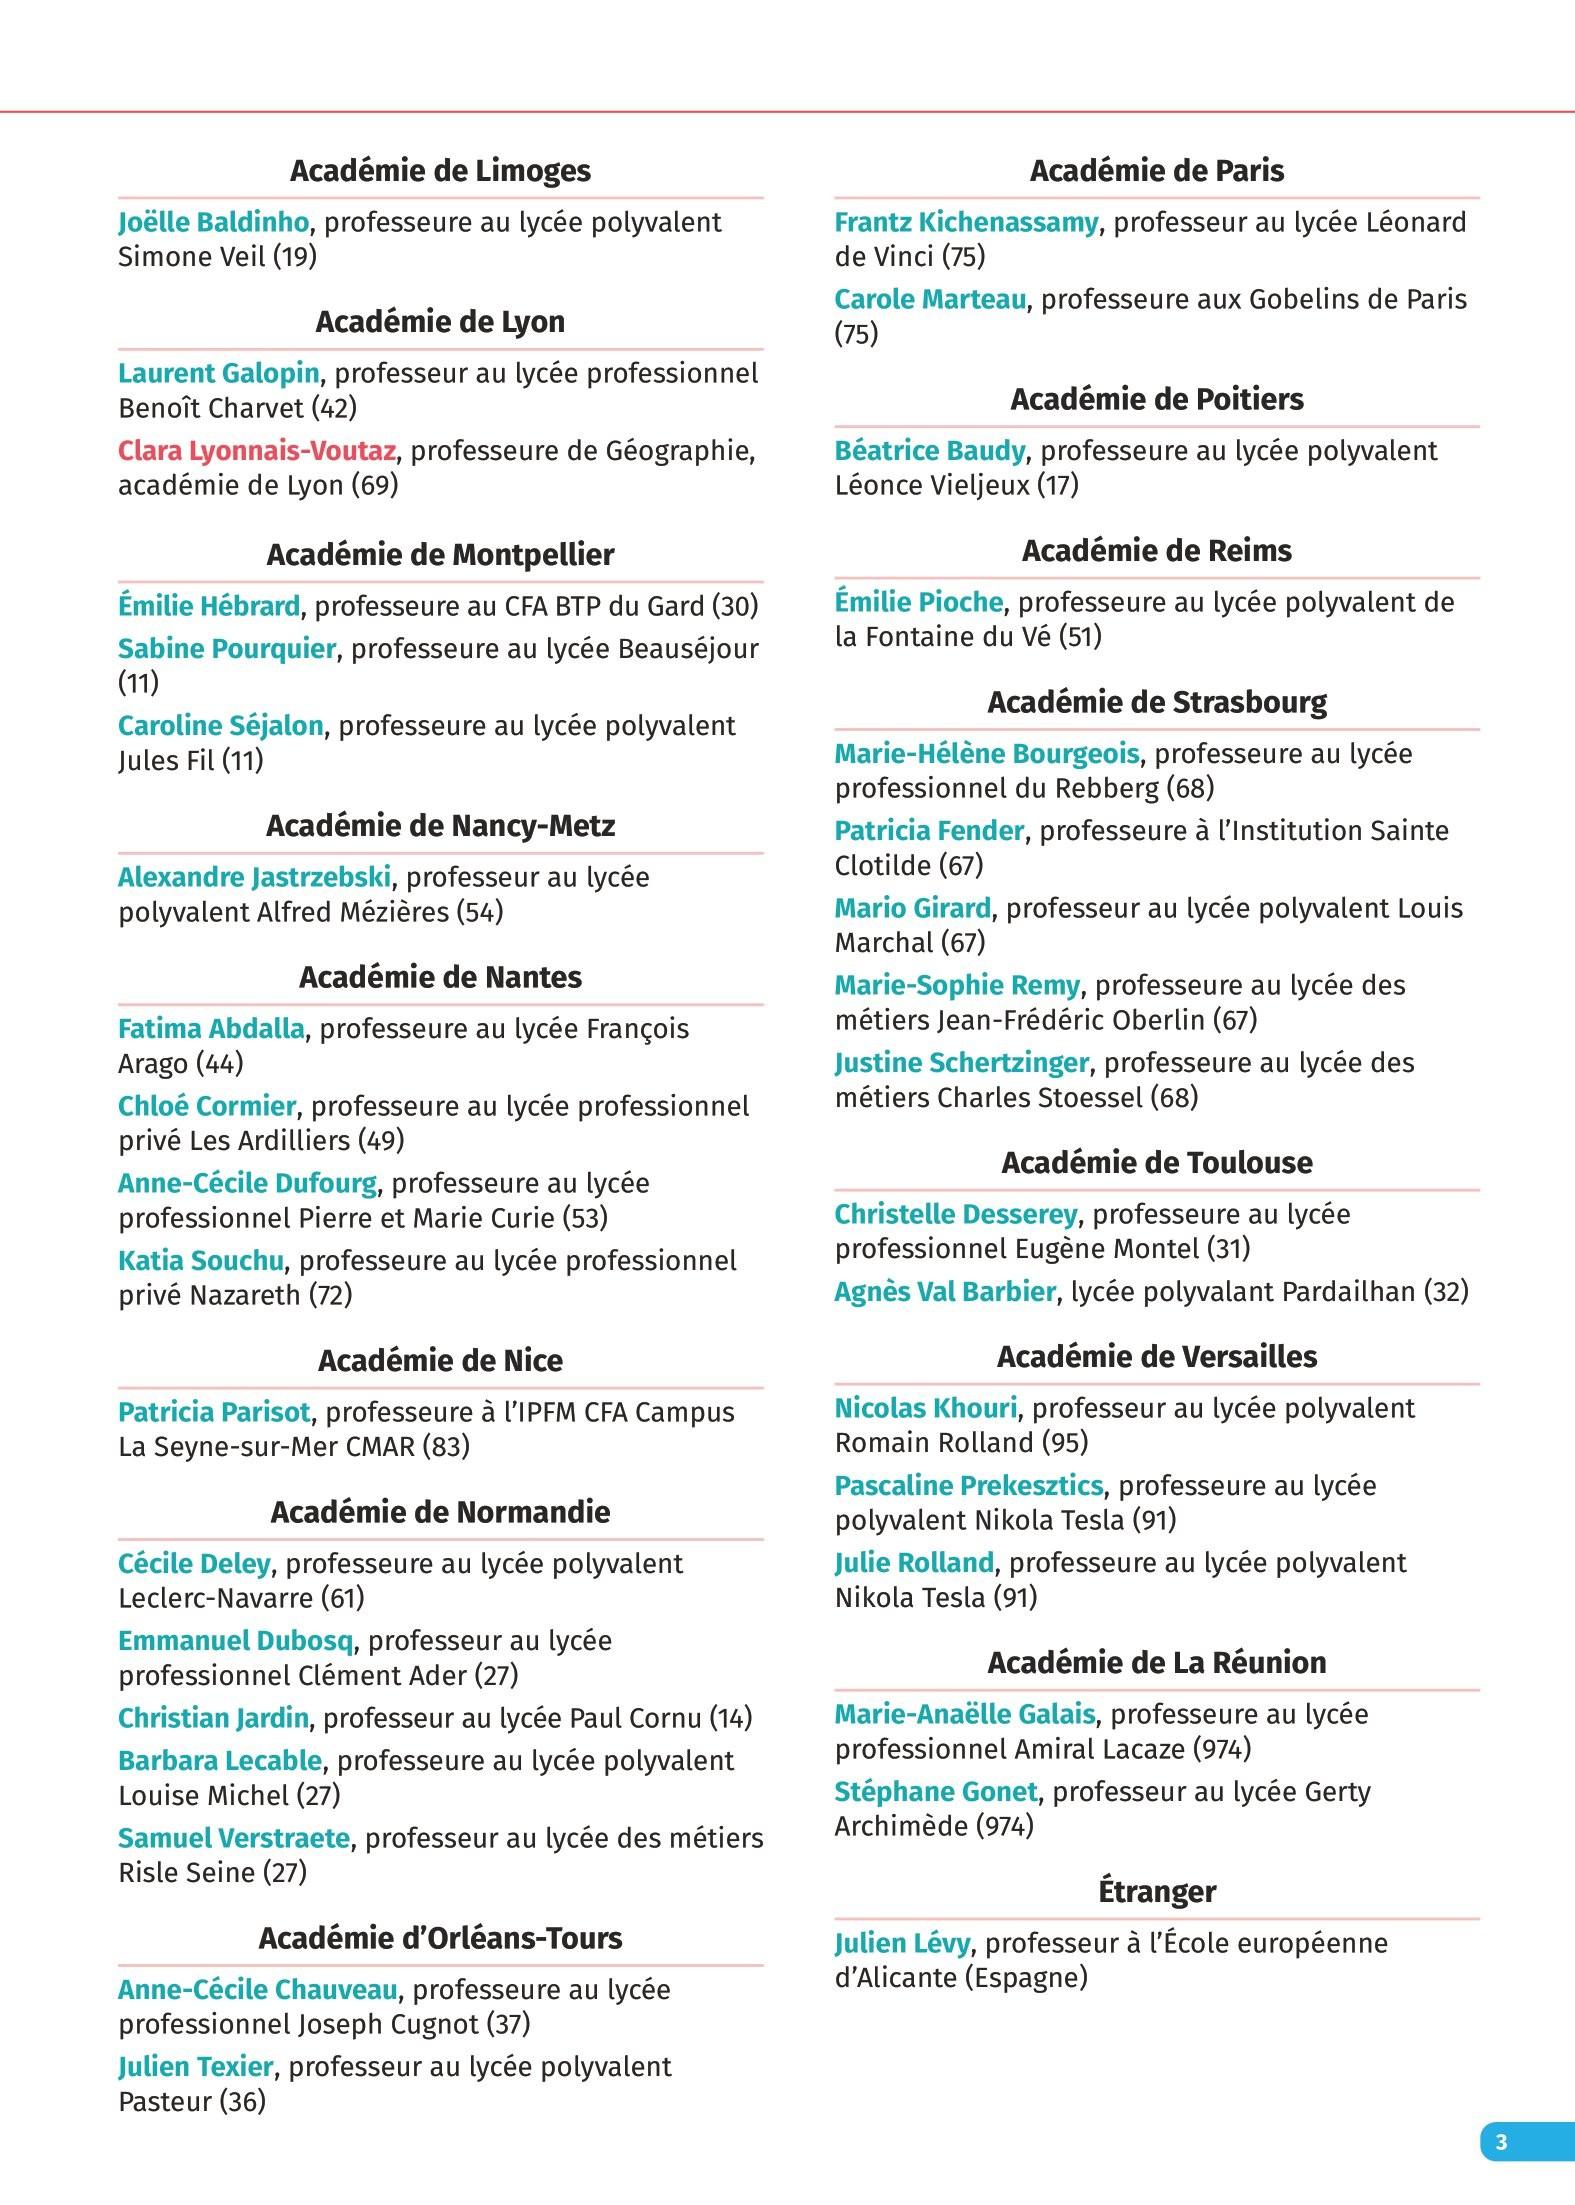 Académie de Limoges
Joëlle Baldinho, professeure au lycée polyvalent
Simone Veil (19)
Académie de Lyon
Laurent Galopin, professeur au lycée professionnel
Benoît Charvet (42)
Clara Lyonnais-Voutaz, professeure de Géographie,
académie de Lyon (69)
Académie de Montpellier
Émilie Hébrard, professeure au CFA BTP du Gard (30)
Sabine Pourquier, professeure au lycée Beauséjour
(11)
Caroline Séjalon, professeure au lycée polyvalent
Jules Fil (11)
Académie de Nancy-Metz
Alexandre Jastrzebski, professeur au lycée
polyvalent Alfred Mézières (54)
Académie de Nantes
Fatima Abdalla, professeure au lycée François
Arago (44)
Chloé Cormier, professeure au lycée professionnel
privé Les Ardilliers (49)
Anne-Cécile Dufourg, professeure au lycée
professionnel Pierre et Marie Curie (53)
Katia Souchu, professeure au lycée professionnel
privé Nazareth (72)
Académie de Nice
Patricia Parisot, professeure à l’IPFM CFA Campus
La Seyne-sur-Mer CMAR (83)
Académie de Normandie
Cécile Deley, professeure au lycée polyvalent
Leclerc-Navarre (61)
Emmanuel Dubosq, professeur au lycée
professionnel Clément Ader (27)
Christian Jardin, professeur au lycée Paul Cornu (14)
Barbara Lecable, professeure au lycée polyvalent
Louise Michel (27)
Samuel Verstraete, professeur au lycée des métiers
Risle Seine (27)
Académie d’Orléans-Tours
Anne-Cécile Chauveau, professeure au lycée
professionnel Joseph Cugnot (37)
Julien Texier, professeur au lycée polyvalent
Pasteur (36)
Académie de Paris
Frantz Kichenassamy, professeur au lycée Léonard
de Vinci (75)
Carole Marteau, professeure aux Gobelins de Paris
(75)
Académie de Poitiers
Béatrice Baudy, professeure au lycée polyvalent
Léonce Vieljeux (17)
Académie de Reims
Émilie Pioche, professeure au lycée polyvalent de
la Fontaine du Vé (51)
Académie de Strasbourg
Marie-Hélène Bourgeois, professeure au lycée
professionnel du Rebberg (68)
Patricia Fender, professeure à l’Institution Sainte
Clotilde (67)
Mario Girard, professeur au lycée polyvalent Louis
Marchal (67)
Marie-Sophie Remy, professeure au lycée des
métiers Jean-Frédéric Oberlin (67)
Justine Schertzinger, professeure au lycée des
métiers Charles Stoessel (68)
Académie de Toulouse
Christelle Desserey, professeure au lycée
professionnel Eugène Montel (31)
Agnès Val Barbier, lycée polyvalant Pardailhan (32)
Académie de Versailles
Nicolas Khouri, professeur au lycée polyvalent
Romain Rolland (95)
Pascaline Prekesztics, professeure au lycée
polyvalent Nikola Tesla (91)
Julie Rolland, professeure au lycée polyvalent
Nikola Tesla (91)
Académie de La Réunion
Marie-Anaëlle Galais, professeure au lycée
professionnel Amiral Lacaze (974)
Stéphane Gonet, professeur au lycée Gerty
Archimède (974)
Étranger
Julien Lévy, professeur à l’École européenne
d’Alicante (Espagne)
3